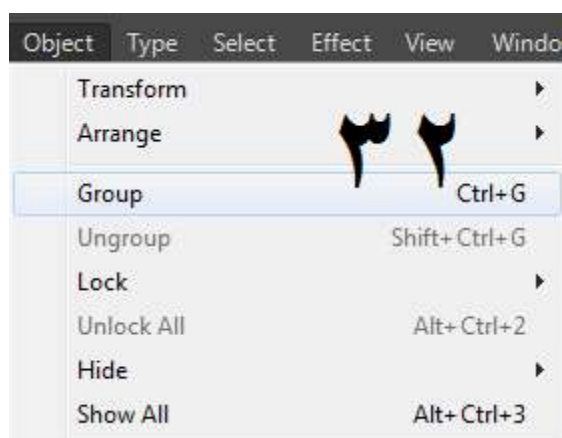 Object Type Select Effect View Windo
Transform
Arrange
٣ ٢
Group Ctrl+G
Ungroup Shift+Ctrl+G
Lock
Unlock All Alt+Ctrl+2
Hide
Show All Alt+Ctrl+3